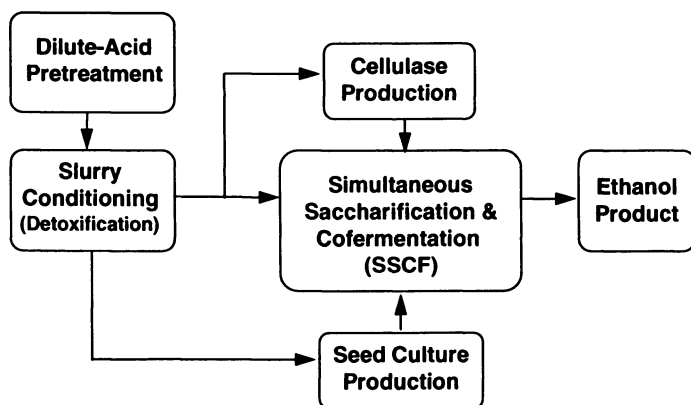 Dilute-Acid
Pretreatment
Cellulase
Production
Slurry
Conditioning
(Detoxification)
Simultaneous
Saccharification &
Cofermentation
(SSCF)
Ethanol
Product
Seed Culture
Production